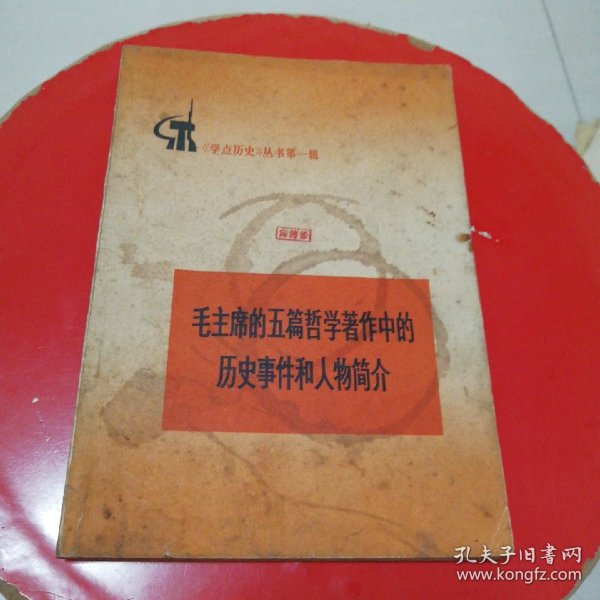 《学点历史》丛书第一辑
毛主席的五篇哲学著作中的
历史事件和人物简介
孔夫子旧书网
www.kongfz.com